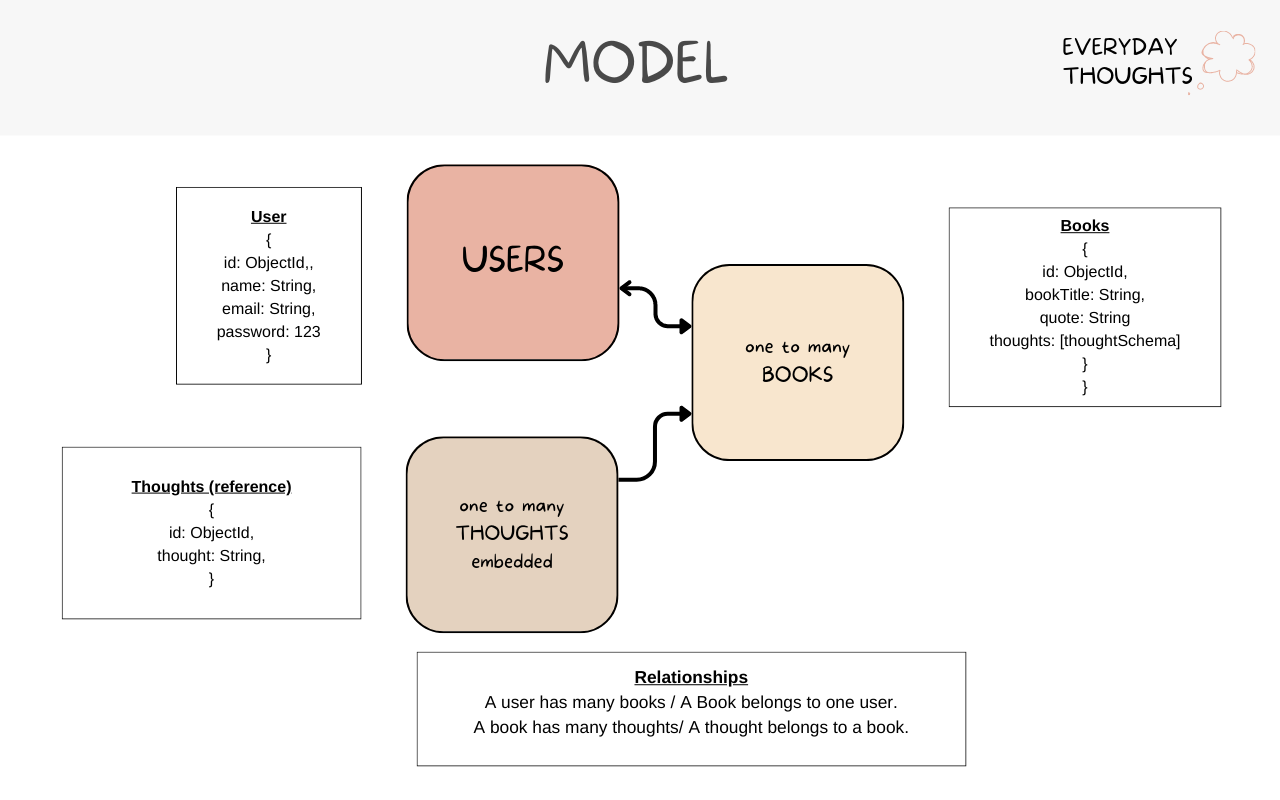 MODEL
EVERYDAY
THOUGHTS
User
{
id: ObjectId,,
name: String,
email: String,
password: 123
}
USERS
one to many
BOOKS
Books
{
id: ObjectId,
bookTitle: String,
quote: String
thoughts: [thoughtSchema]
}
}
Thoughts (reference)
{
id: ObjectId,
thought: String,
}
one to many
THOUGHTS
embedded
Relationships
A user has many books / A Book belongs to one user.
A book has many thoughts/ A thought belongs to a book.